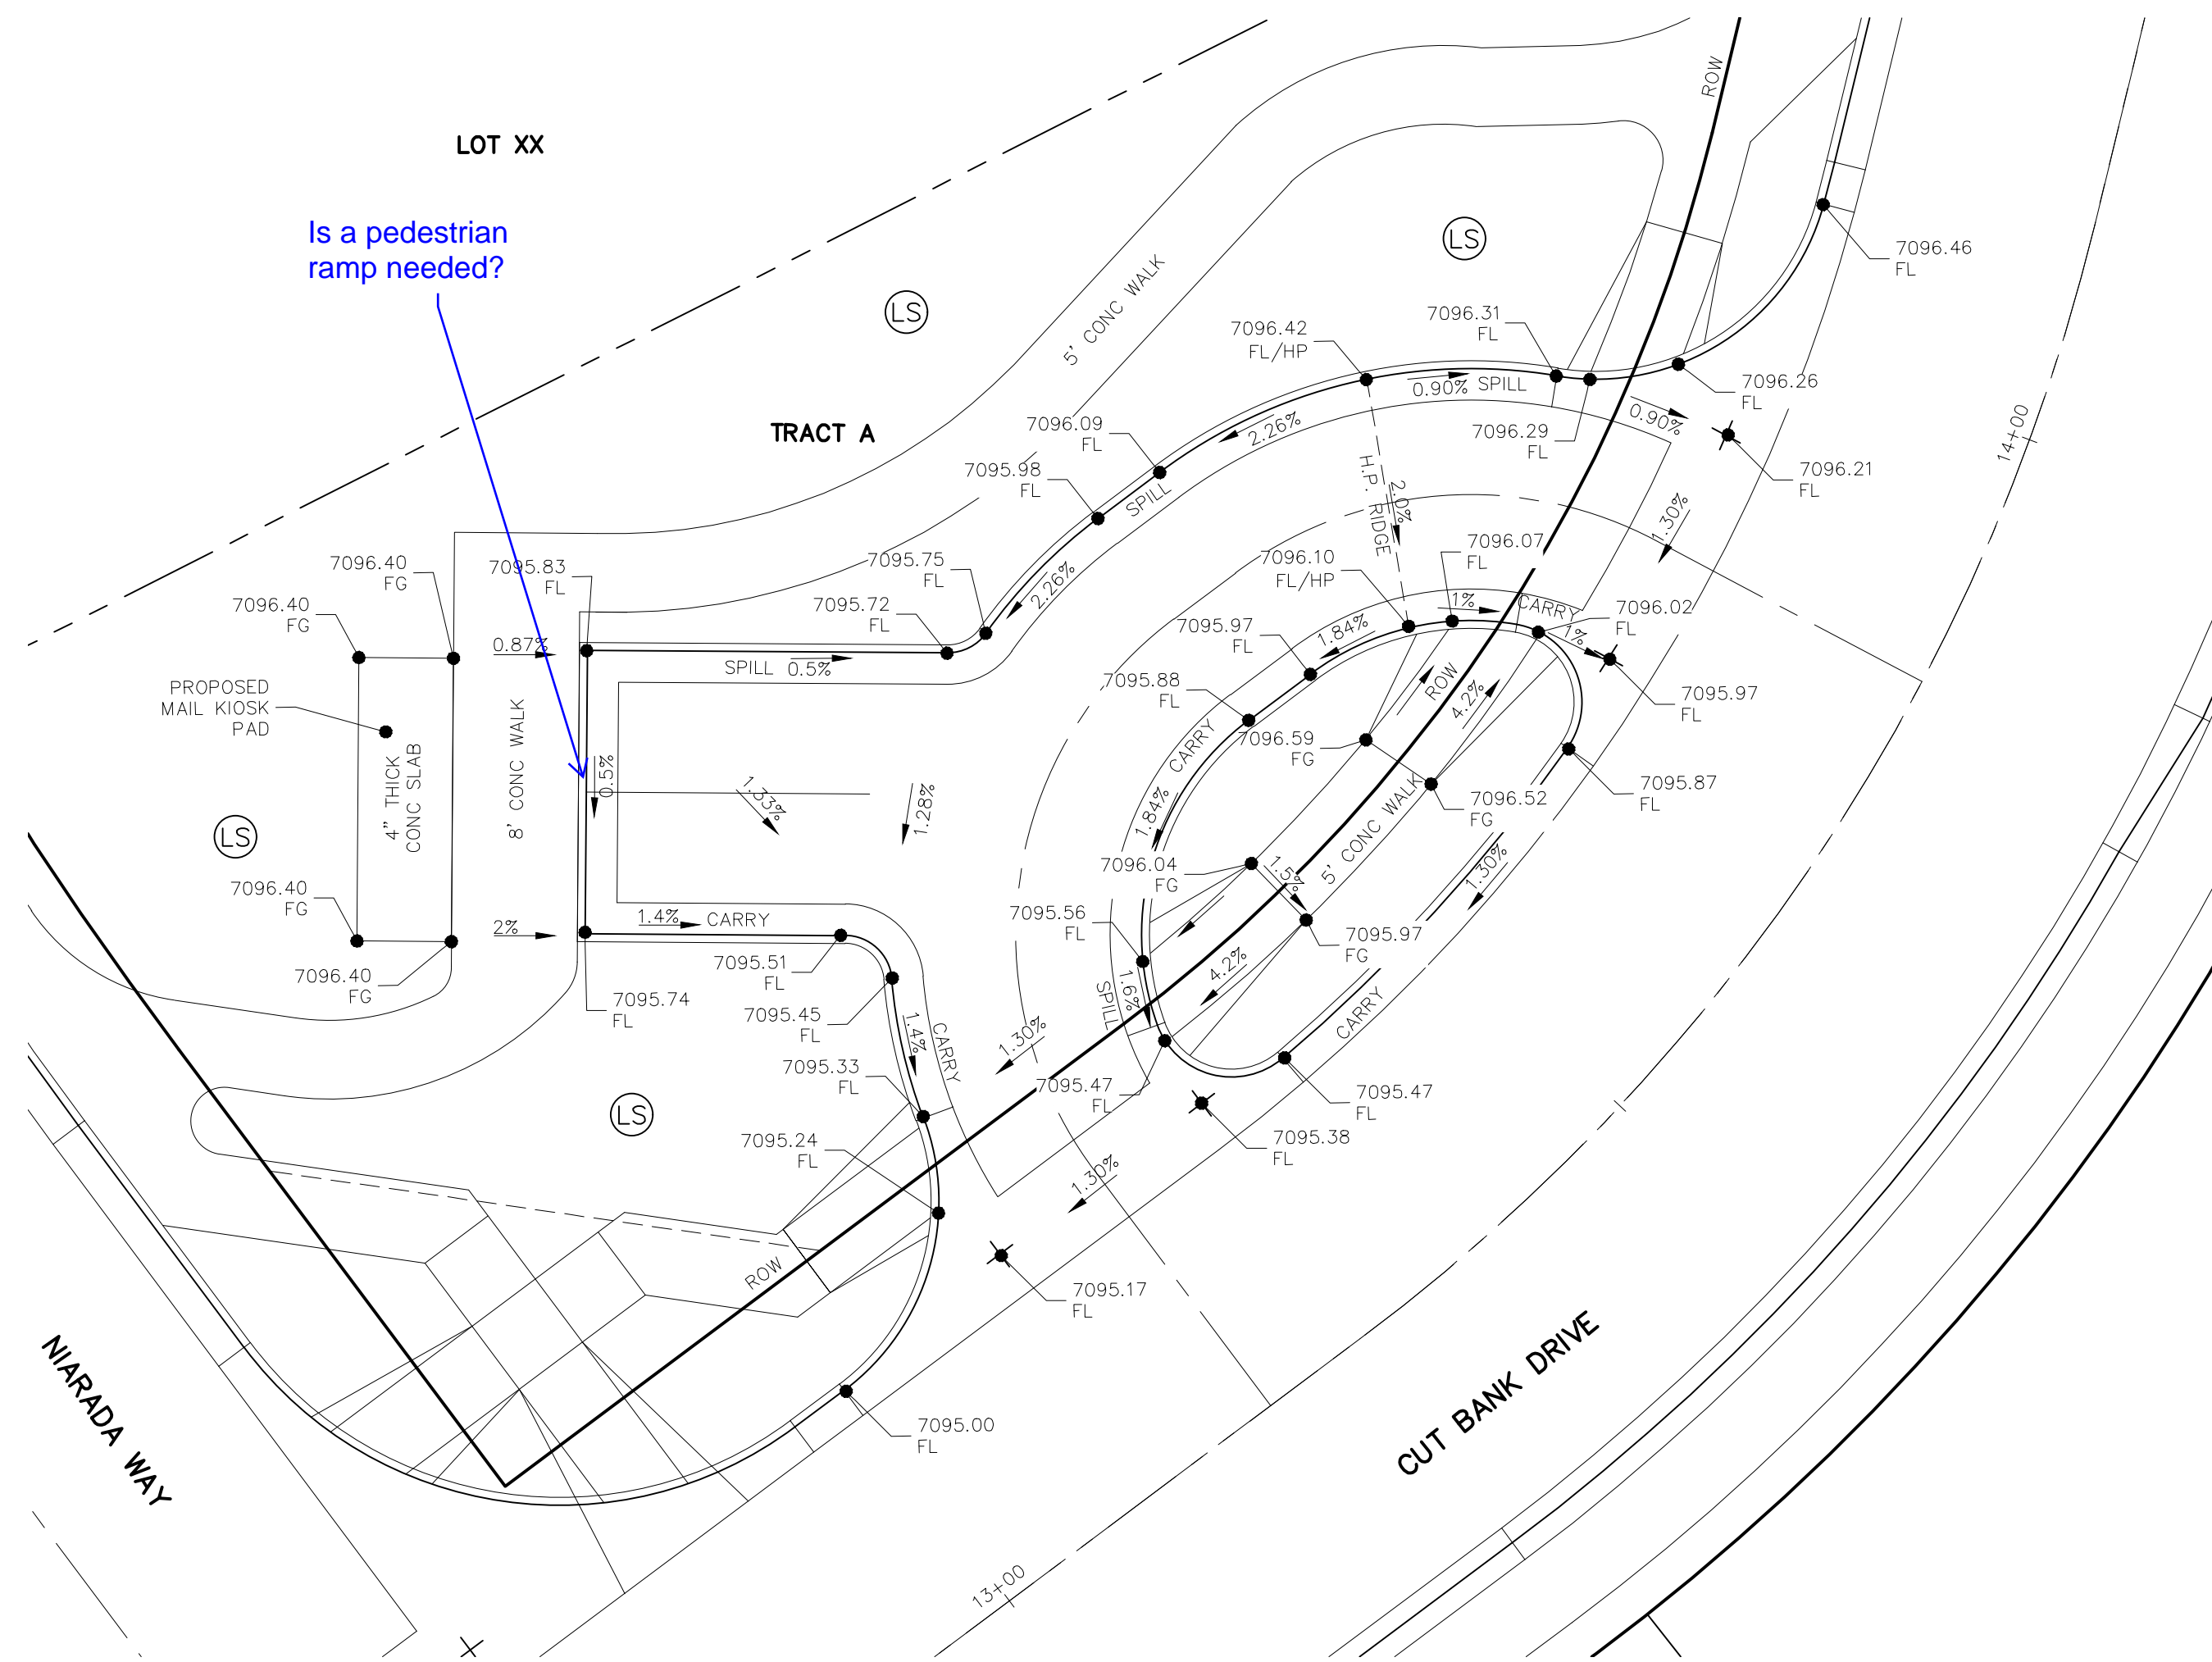 ROW
LOT XX
Is a pedestrian
ramp needed?
LS
7096.46
FL
5' CONC WALK
LS
7096.31
FL
7096.42
FL/HP
0.90% SPILL
7096.26
FL
0.90%
14+00
TRACT A
7096.09
FL
2.26%
7096.29
FL
7095.98
FL
SPILL
7096.21
FL
H.P. RIDGE
2.0%
1.30%
7096.40
FG
7095.83
FL
7095.75
FL
2.26%
7096.10
FL/HP
7096.07
FL
7096.40
FG
7095.72
FL
1%
CARRY
7096.02
FL
1%
0.87%
SPILL 0.5%
7095.97
FL
1.84%
PROPOSED
MAIL KIOSK
PAD
7095.88
FL
ROW
4.2%
7095.97
FL
CARRY
7096.59
FG
4" THICK
CONC SLAB
8' CONC WALK
0.5%
1.33%
1.28%
1.84%
7096.52
FG
7095.87
FL
LS
7096.04
FG
1.5%
5' CONC WALK
1.30%
7096.40
FG
2%
1.4%
CARRY
7095.56
FL
7095.97
FG
7095.51
FL
4.2%
7096.40
FG
7095.74
FL
7095.45
FL
1.4%
CARRY
SPILL
1.6%
CARRY
1.30%
7095.33
FL
7095.47
FL
7095.47
FL
LS
7095.24
FL
7095.38
FL
1.30%
ROW
7095.17
FL
NIARADA WAY
CUT BANK DRIVE
7095.00
FL
13+00